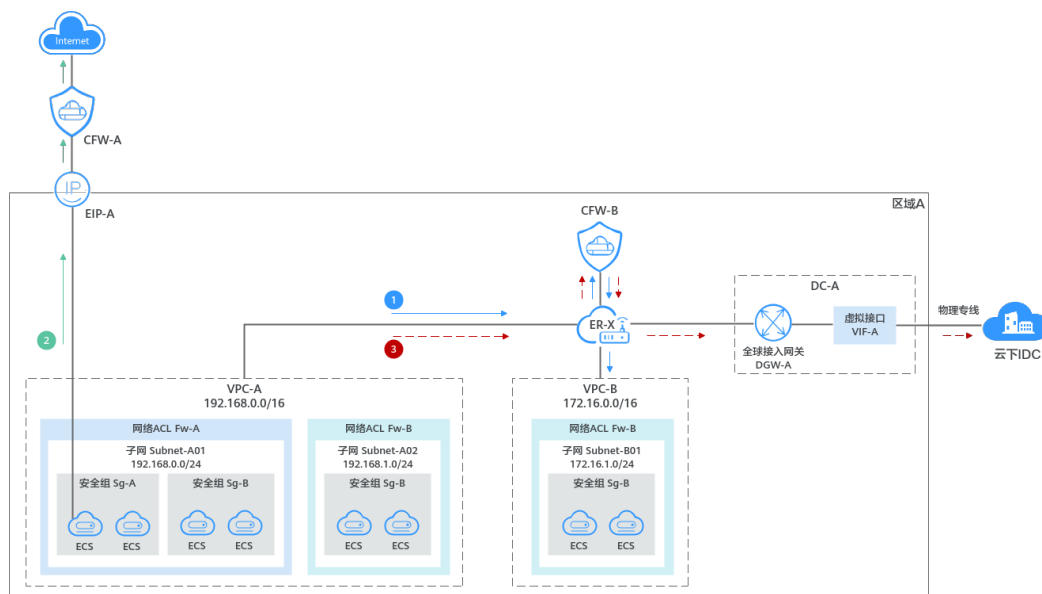 Internet
CFW-A
IP
EIP-A
区域A
CFW-B
DC-A
1
2
3
ER-X
全球接入网关
DGW-A
虚拟接口
VIF-A
物理专线
云下IDC
VPC-A
192.168.0.0/16
网络ACL Fw-A
子网 Subnet-A01
192.168.0.0/24
安全组 Sg-A
ECS
ECS
安全组 Sg-B
ECS
ECS
网络ACL Fw-B
子网 Subnet-A02
192.168.1.0/24
安全组 Sg-B
ECS
ECS
VPC-B
172.16.0.0/16
网络ACL Fw-B
子网 Subnet-B01
172.16.1.0/24
安全组 Sg-B
ECS
ECS